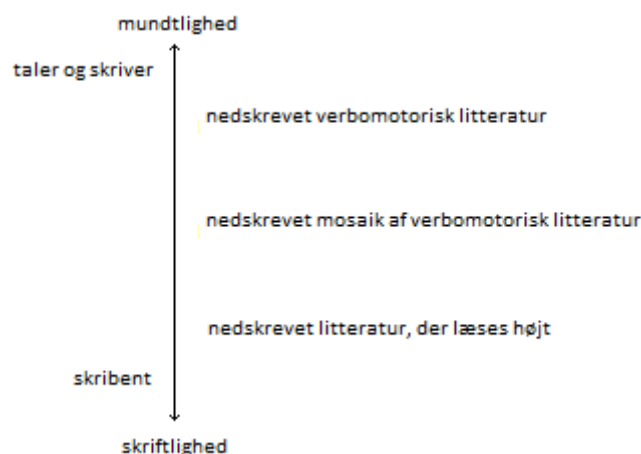 mundtlighed
taler og skriver
nedskrevet verbomotorisk litteratur
nedskrevet mosaik af verbomotorisk litteratur
nedskrevet litteratur, der læses højt
skribent
skriftlighed